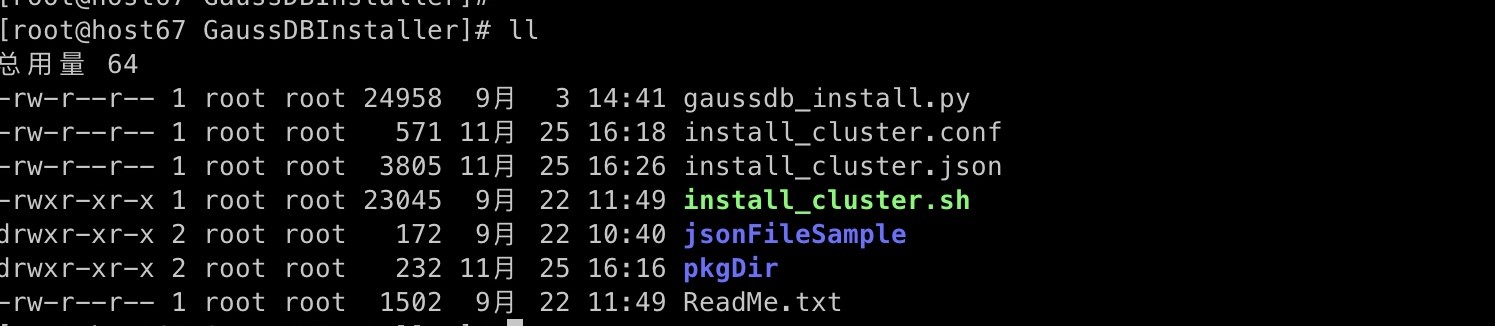 [root@host67 GaussDBInstaller]# ll
总用量 64
-rw-r--r-- 1 root root 24958 9月 3 14:41 gaussdb_install.py
-rw-r--r-- 1 root root 571 11月 25 16:18 install_cluster.conf
-rw-r--r-- 1 root root 3805 11月 25 16:26 install_cluster.json
-rwxr-xr-x 1 root root 23045 9月 22 11:49 install_cluster.sh
drwxr-xr-x 2 root root 172 9月 22 10:40 jsonFileSample
drwxr-xr-x 2 root root 232 11月 25 16:16 pkgDir
-rw-r--r-- 1 root root 1502 9月 22 11:49 ReadMe.txt